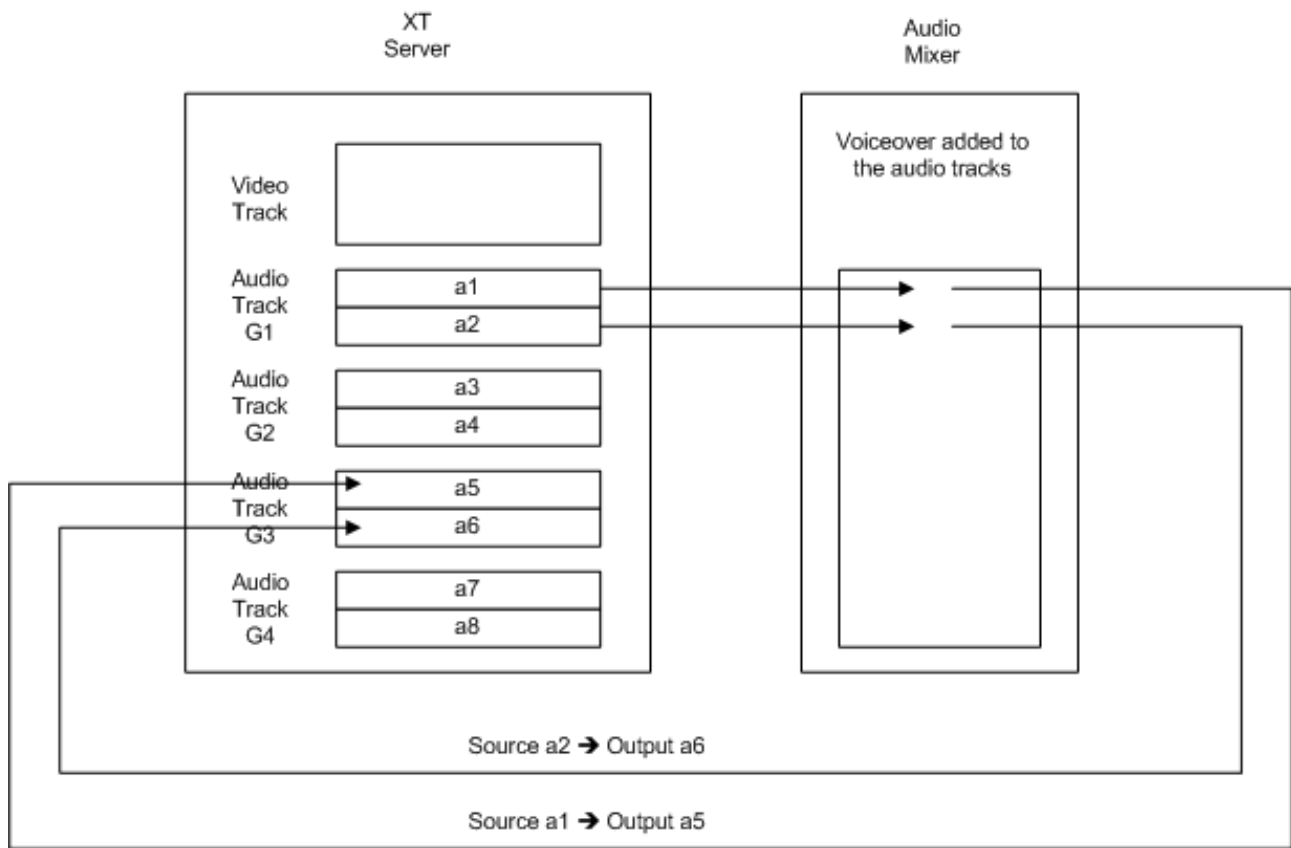 XT
Server
Audio
Mixer
Voiceover added to
the audio tracks
Video
Track
Audio
Track
G1
a1
a2
Audio
Track
G2
a3
a4
Audio
Track
G3
a5
a6
Audio
Track
G4
a7
a8
Source a2 ➔ Output a6
Source a1 ➔ Output a5